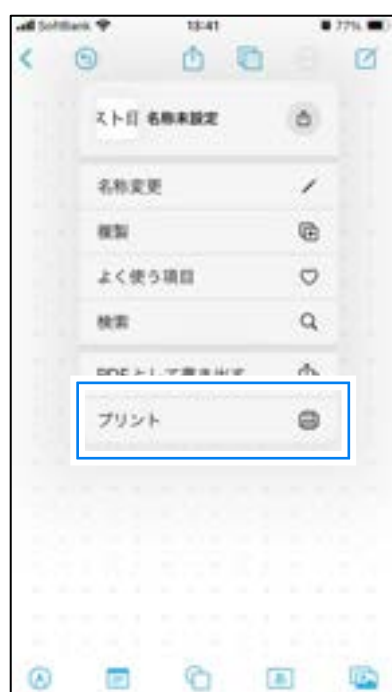 SoftBank 13:41 77%
スト目 名称未設定
名称変更
複製
よく使う項目
検索
PDFとして書き出す
プリント